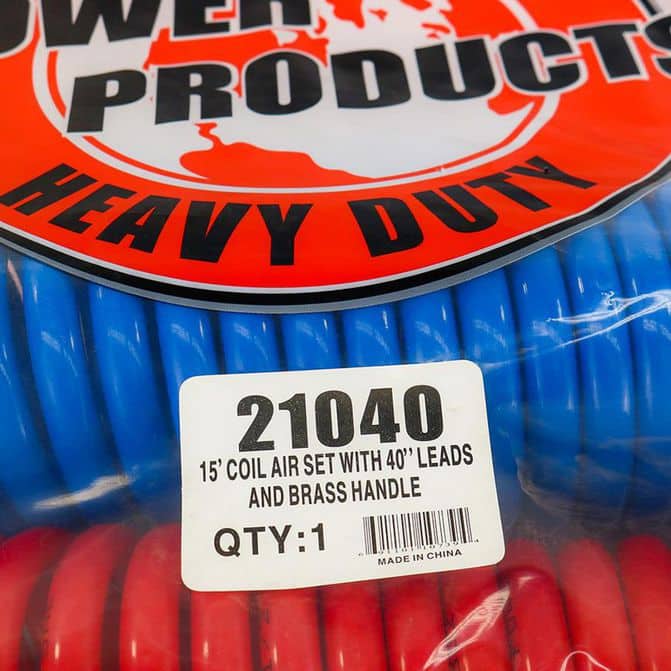 PRODUCTS
HEAVY DUTY
21040
15' COIL AIR SET WITH 40'' LEADS
AND BRASS HANDLE
QTY:1
MADE IN CHINA